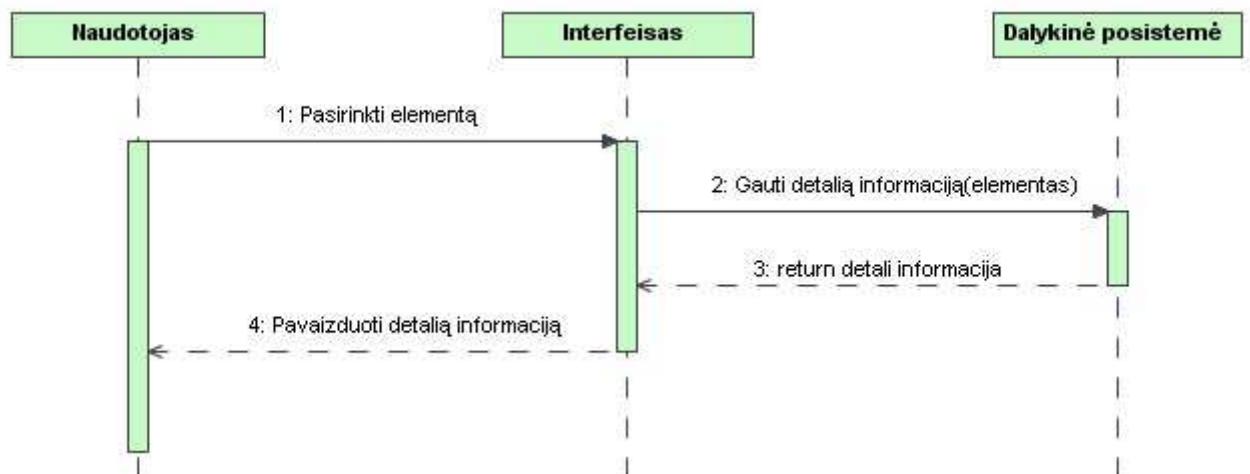 Naudotojas
Interfeisas
Dalykinė posistemė
1: Pasirinkti elementą
2: Gauti detalią informaciją(elementas)
3: return detali informacija
4: Pavaizduoti detalią informaciją